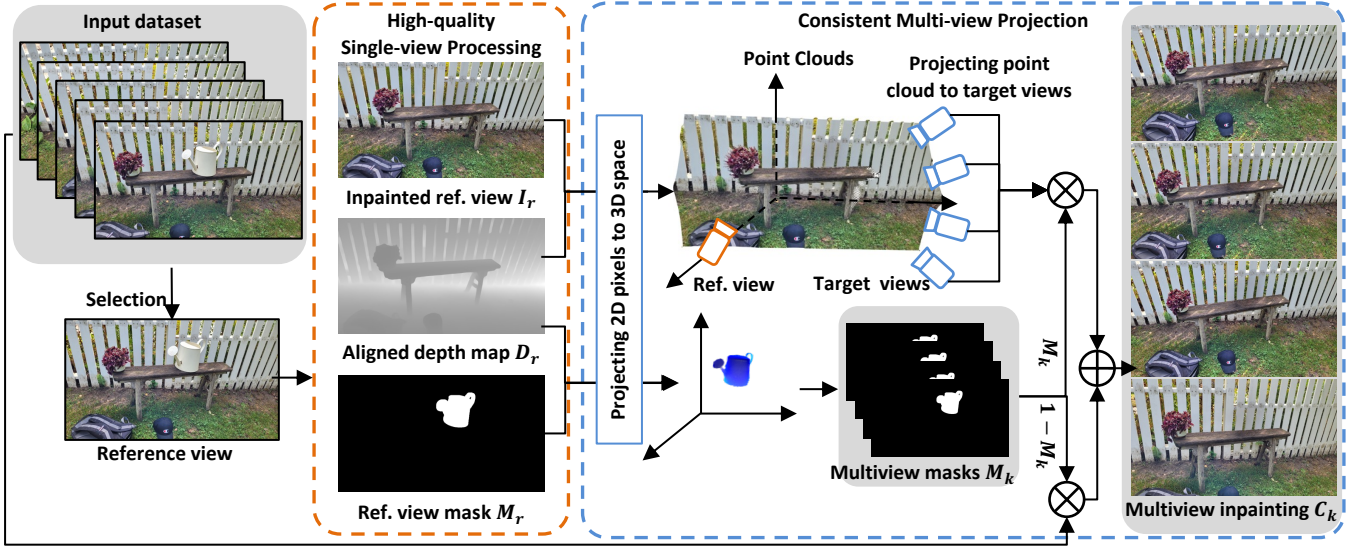 Input dataset
Selection
Reference view
High-quality
Single-view Processing
Inpainted ref. view I_r
Aligned depth map D_r
Ref. view mask M_r
Projecting 2D pixels to 3D space
Consistent Multi-view Projection
Point Clouds
Projecting point
cloud to target views
Ref. view
Target views
Multiview masks M_k
M_k
1 − M_k
Multiview inpainting C_k